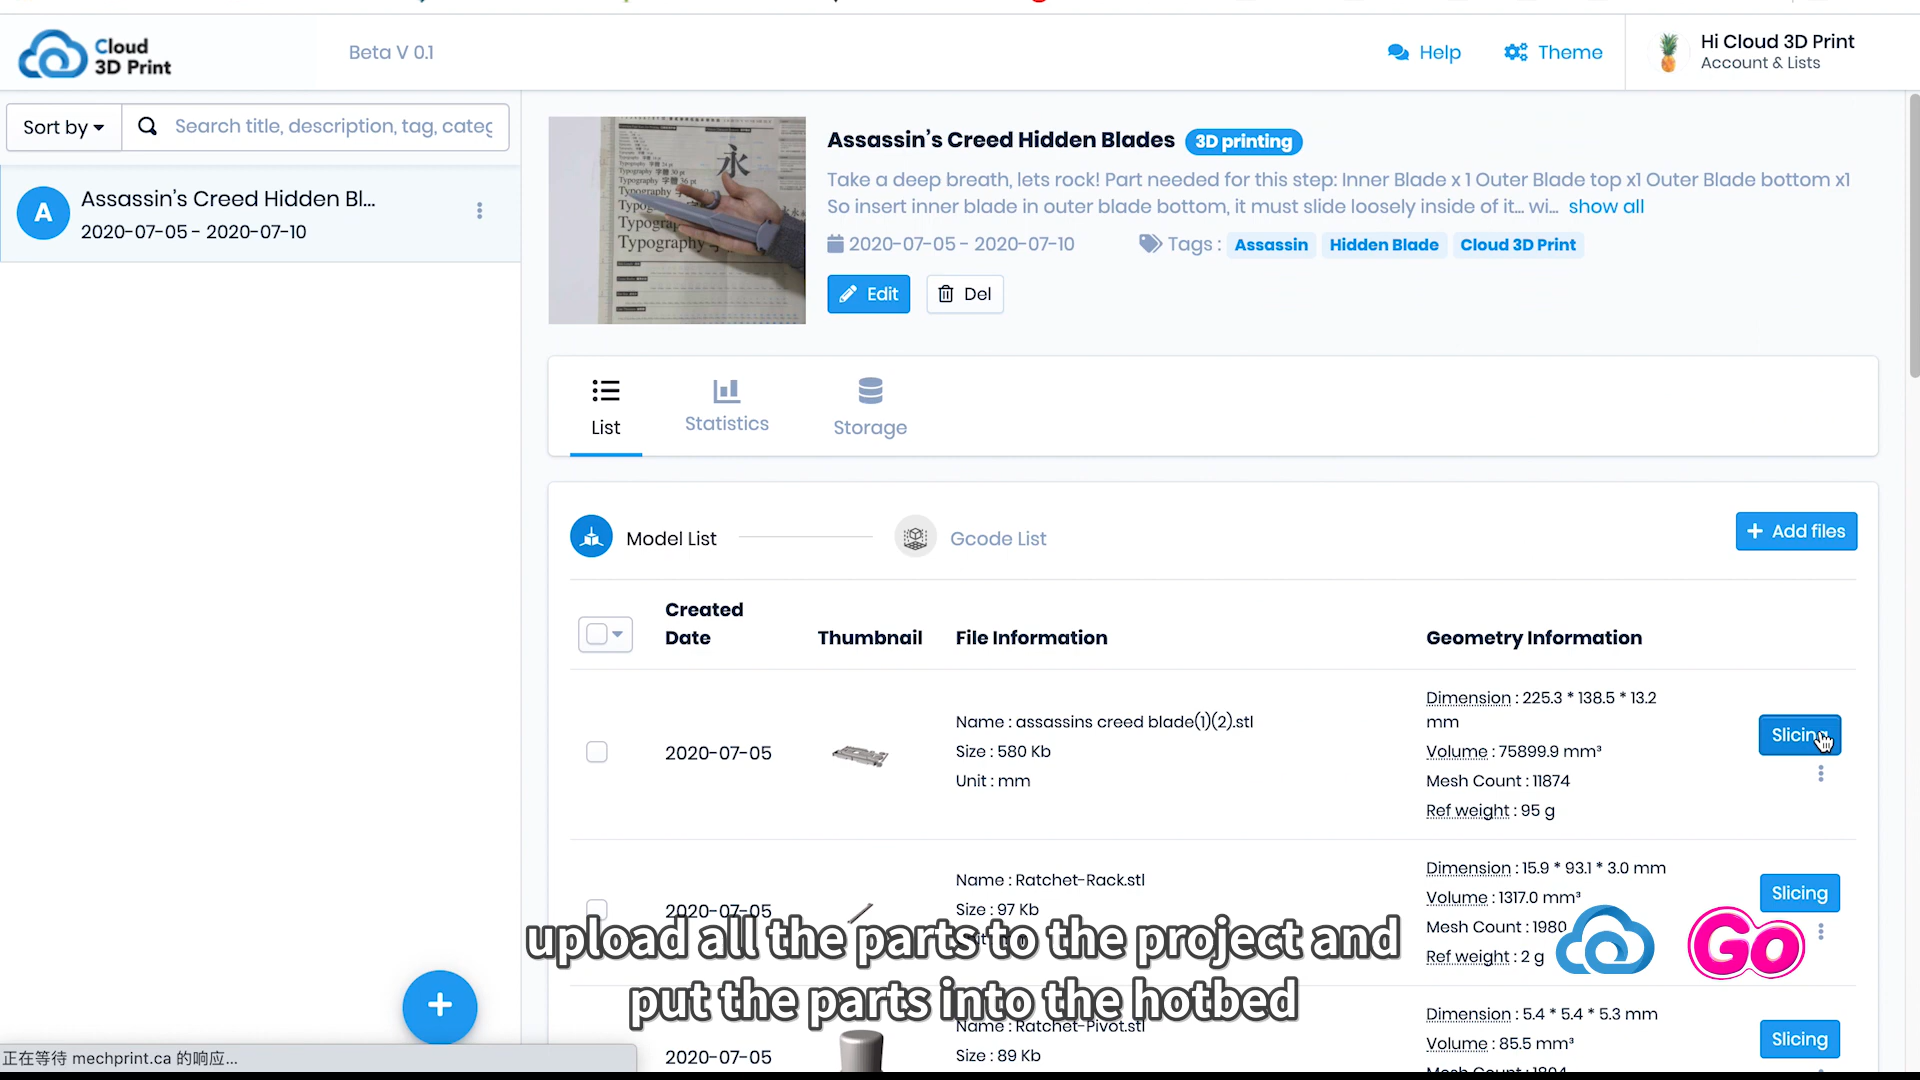 Cloud
3D Print
Beta V 0.1
Help
Theme
Hi Cloud 3D Print
Account & Lists
Sort by
Search title, description, tag, categ
A
Assassin's Creed Hidden Bl...
2020-07-05 - 2020-07-10
永
Typography
Assassin’s Creed Hidden Blades
3D printing
Take a deep breath, lets rock! Part needed for this step: Inner Blade x 1 Outer Blade top x1 Outer Blade bottom x1
So insert inner blade in outer blade bottom, it must slide loosely inside of it... wi... show all
2020-07-05 - 2020-07-10
Tags : Assassin Hidden Blade Cloud 3D Print
Edit
Del
List
Statistics
Storage
Model List
Gcode List
+ Add files
Created
Date
Thumbnail
File Information
Geometry Information
2020-07-05
Name : assassins creed blade(1)(2).stl
Size : 580 Kb
Unit : mm
Dimension : 225.3 * 138.5 * 13.2
mm
Volume : 75899.9 mm³
Mesh Count : 11874
Ref weight : 95 g
Slicing
2020-07-05
Name : Ratchet-Rack.stl
Size : 97 Kb
Dimension : 15.9 * 93.1 * 3.0 mm
Volume : 1317.0 mm³
Mesh Count : 1980
Ref weight : 2 g
Slicing
upload all the parts to the project and
put the parts into the hotbed
Go
2020-07-05
Name : Ratchet-Pivot.stl
Size : 89 Kb
Dimension : 5.4 * 5.4 * 5.3 mm
Volume : 85.5 mm³
Mesh Count : 1804
Slicing
正在等待 mechprint.ca 的响应...